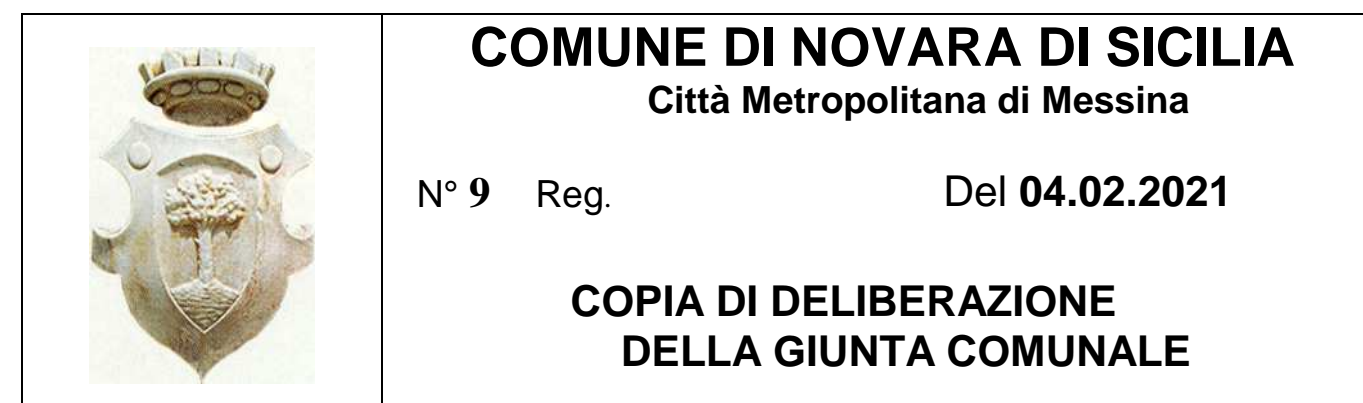 COMUNE DI NOVARA DI SICILIA
Città Metropolitana di Messina
N° 9 Reg. Del 04.02.2021
COPIA DI DELIBERAZIONE
DELLA GIUNTA COMUNALE